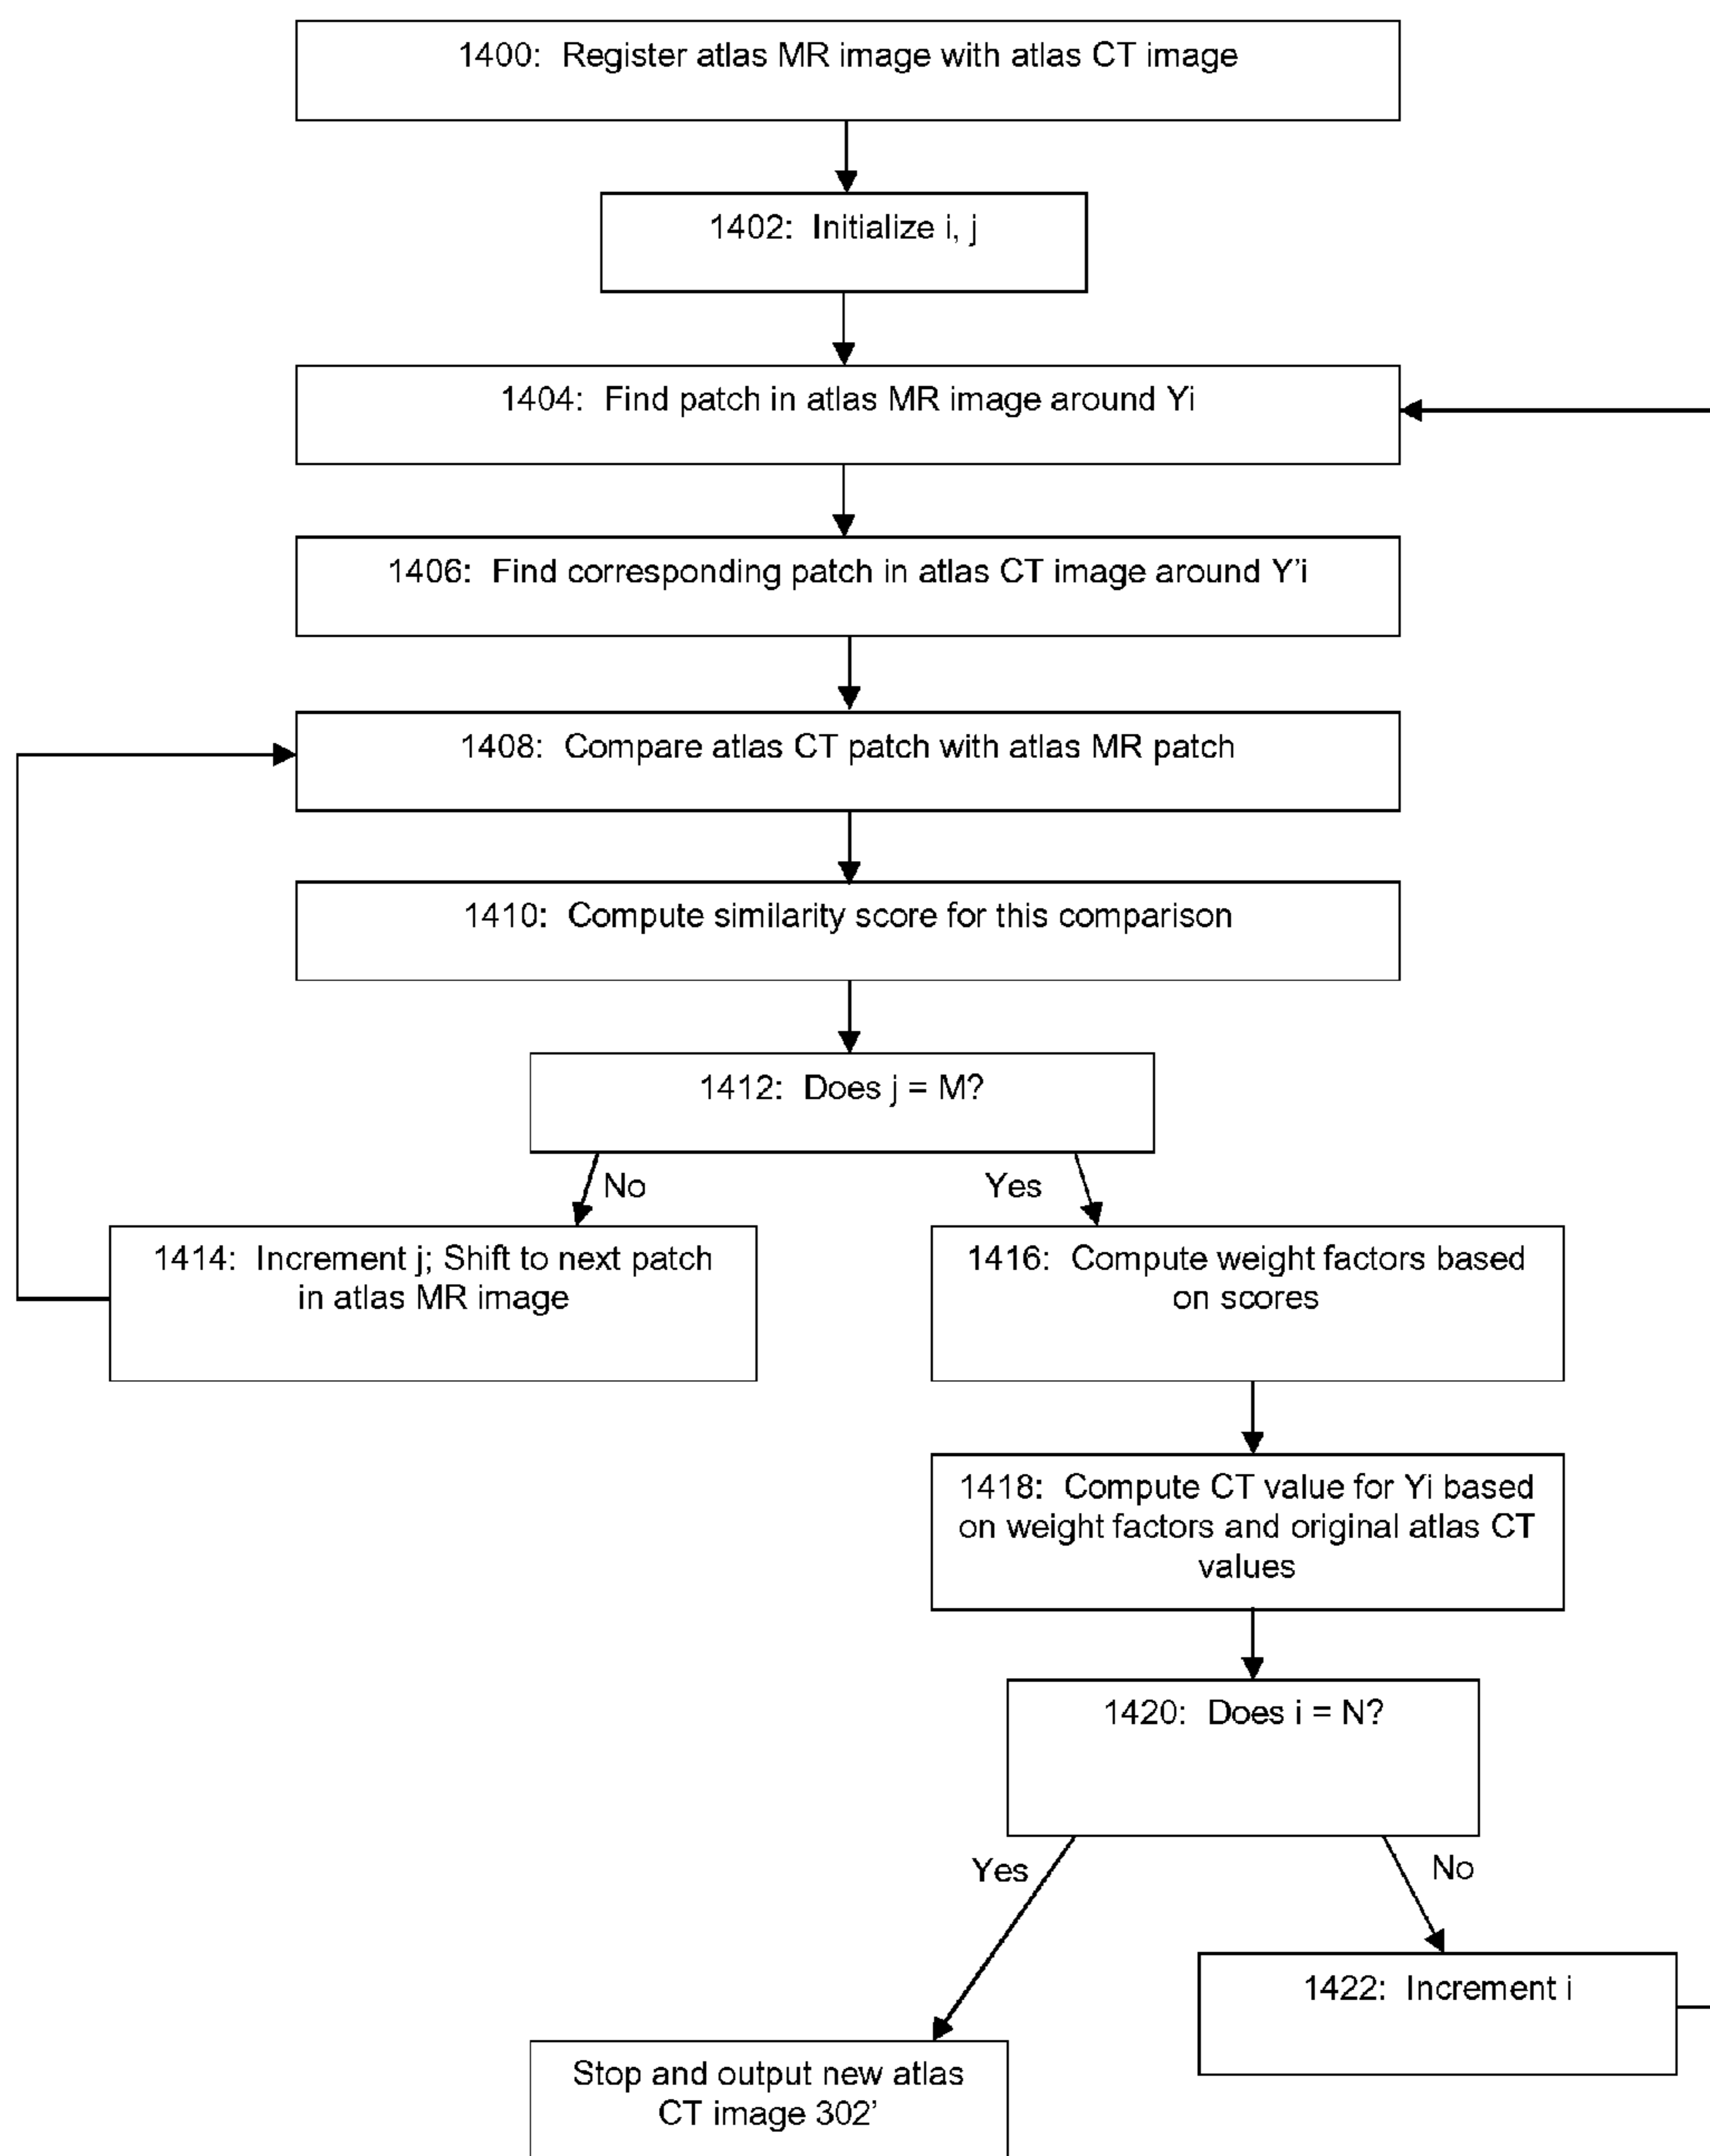 1400: Register atlas MR image with atlas CT image
1402: Initialize i, j
1404: Find patch in atlas MR image around Yi
1406: Find corresponding patch in atlas CT image around Y’i
1408: Compare atlas CT patch with atlas MR patch
1410: Compute similarity score for this comparison
1412: Does j = M?
No
Yes
1414: Increment j; Shift to next patch
in atlas MR image
1416: Compute weight factors based
on scores
1418: Compute CT value for Yi based
on weight factors and original atlas CT
values
1420: Does i = N?
Yes
No
1422: Increment i
Stop and output new atlas
CT image 302’